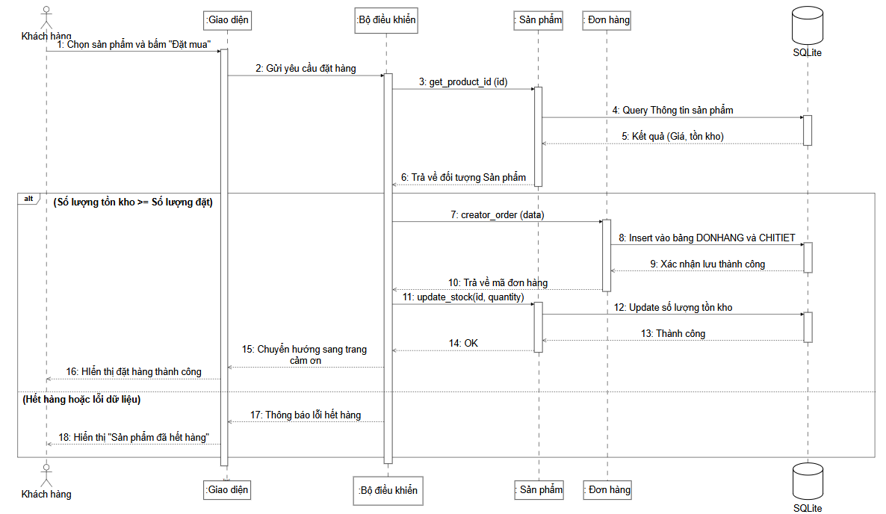 :Giao diện
:Bộ điều khiển
: Sản phẩm
: Đơn hàng
Khách hàng
SQLite
1: Chọn sản phẩm và bấm "Đặt mua"
2: Gửi yêu cầu đặt hàng
3: get_product_id (id)
4: Query Thông tin sản phẩm
5: Kết quả (Giá, tồn kho)
6: Trả về đối tượng Sản phẩm
alt
(Số lượng tồn kho >= Số lượng đặt)
7: creator_order (data)
8: Insert vào bảng DONHANG và CHITIET
9: Xác nhận lưu thành công
10: Trả về mã đơn hàng
11: update_stock(id, quantity)
12: Update số lượng tồn kho
13: Thành công
14: OK
15: Chuyển hướng sang trang
cảm ơn
16: HIển thị đặt hàng thành công
(Hết hàng hoặc lỗi dữ liệu)
17: Thông báo lỗi hết hàng
18: Hiển thị "Sản phẩm đã hết hàng"
Khách hàng
:Giao diện
:Bộ điều khiển
: Sản phẩm
: Đơn hàng
SQLite